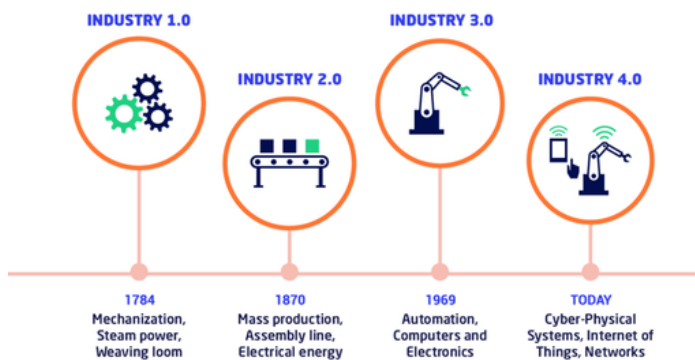 INDUSTRY 1.0
INDUSTRY 2.0
INDUSTRY 3.0
INDUSTRY 4.0
1784
Mechanization,
Steam power,
Weaving loom
1870
Mass production,
Assembly line,
Electrical energy
1969
Automation,
Computers and
Electronics
TODAY
Cyber-Physical
Systems, Internet of
Things, Networks